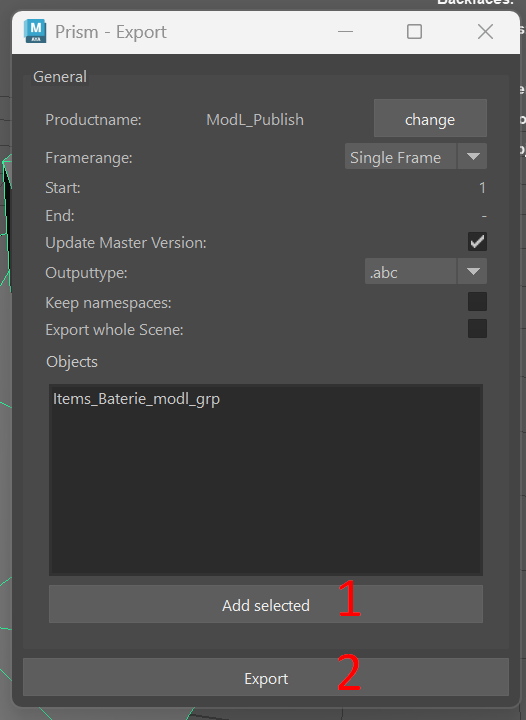 Backfaces:
Prism - Export
General
Productname: ModL_Publish change
Framerange: Single Frame
Start: 1
End: -
Update Master Version:
Outputtype: .abc
Keep namespaces:
Export whole Scene:
Objects
Items_Baterie_modl_grp
Add selected 1
Export 2